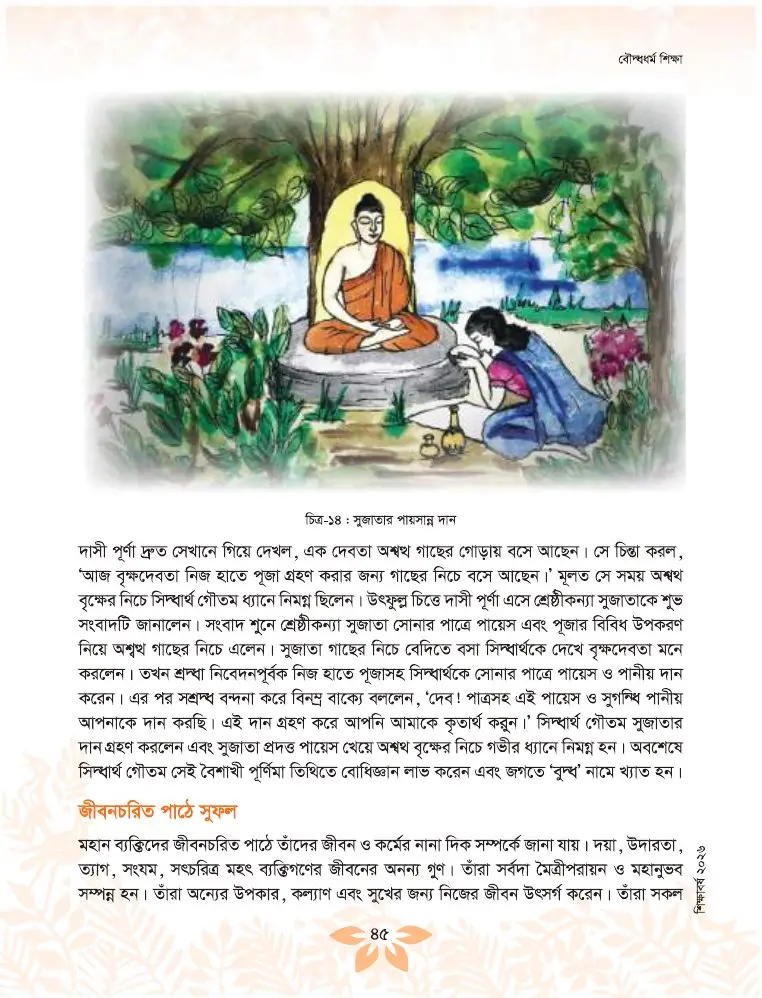 বৌদ্ধধর্ম শিক্ষা
চিত্র-১৪ : সুজাতার পায়সান্ন দান
দাসী পূর্ণা দ্রুত সেখানে গিয়ে দেখল, এক দেবতা অশ্বত্থ গাছের গোড়ায় বসে আছেন। সে চিন্তা করল,
‘আজ বৃক্ষদেবতা নিজ হাতে পূজা গ্রহণ করার জন্য গাছের নিচে বসে আছেন।’ মূলত সে সময় অশ্বথ
বৃক্ষের নিচে সিদ্ধার্থ গৌতম ধ্যানে নিমগ্ন ছিলেন। উৎফুল্ল চিত্তে দাসী পূর্ণা এসে শ্রেষ্ঠীকন্যা সুজাতাকে শুভ
সংবাদটি জানালেন। সংবাদ শুনে শ্রেষ্ঠীকন্যা সুজাতা সোনার পাত্রে পায়েস এবং পূজার বিবিধ উপকরণ
নিয়ে অশ্বত্থ গাছের নিচে এলেন। সুজাতা গাছের নিচে বেদিতে বসা সিদ্ধার্থকে দেখে বৃক্ষদেবতা মনে
করলেন। তখন শ্রদ্ধা নিবেদনপূর্বক নিজ হাতে পূজাসহ সিদ্ধার্থকে সোনার পাত্রে পায়েস ও পানীয় দান
করেন। এর পর সশ্রদ্ধ বন্দনা করে বিনম্র বাক্যে বললেন, ‘দেব! পাত্রসহ এই পায়েস ও সুগন্ধি পানীয়
আপনাকে দান করছি। এই দান গ্রহণ করে আপনি আমাকে কৃতার্থ করুন।’ সিদ্ধার্থ গৌতম সুজাতার
দান গ্রহণ করলেন এবং সুজাতা প্রদত্ত পায়েস খেয়ে অশ্বথ বৃক্ষের নিচে গভীর ধ্যানে নিমগ্ন হন। অবশেষে
সিদ্ধার্থ গৌতম সেই বৈশাখী পূর্ণিমা তিথিতে বোধিজ্ঞান লাভ করেন এবং জগতে ‘বুদ্ধ’ নামে খ্যাত হন।
জীবনচরিত পাঠে সুফল
মহান ব্যক্তিদের জীবনচরিত পাঠে তাঁদের জীবন ও কর্মের নানা দিক সম্পর্কে জানা যায়। দয়া, উদারতা,
ত্যাগ, সংযম, সৎচরিত্র মহৎ ব্যক্তিগণের জীবনের অনন্য গুণ। তাঁরা সর্বদা মৈত্রীপরায়ন ও মহানুভব
সম্পন্ন হন। তাঁরা অন্যের উপকার, কল্যাণ এবং সুখের জন্য নিজের জীবন উৎসর্গ করেন। তাঁরা সকল
শিক্ষাবর্ষ ২০২৬
৪৫